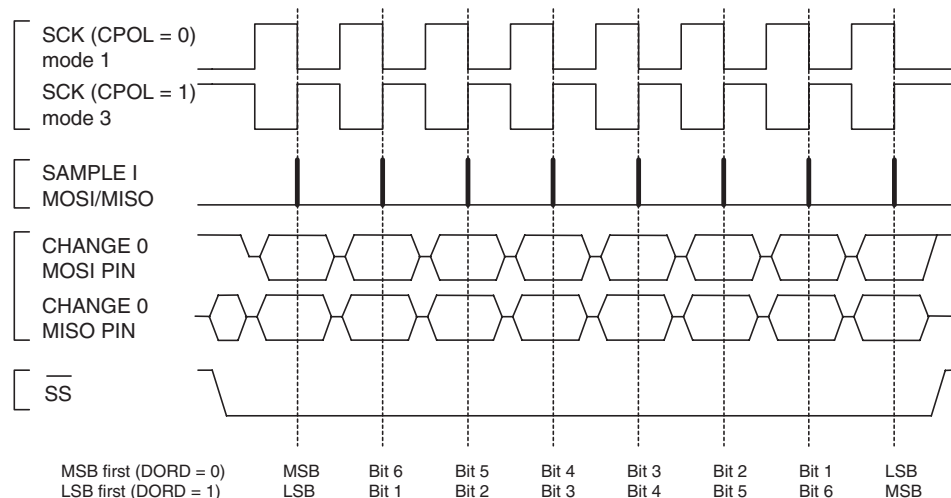 SCK (CPOL = 0)
mode 1
SCK (CPOL = 1)
mode 3
SAMPLE I
MOSI/MISO
CHANGE 0
MOSI PIN
CHANGE 0
MISO PIN
SS
MSB first (DORD = 0) MSB Bit 6 Bit 5 Bit 4 Bit 3 Bit 2 Bit 1 LSB
LSB first (DORD = 1) LSB Bit 1 Bit 2 Bit 3 Bit 4 Bit 5 Bit 6 MSB